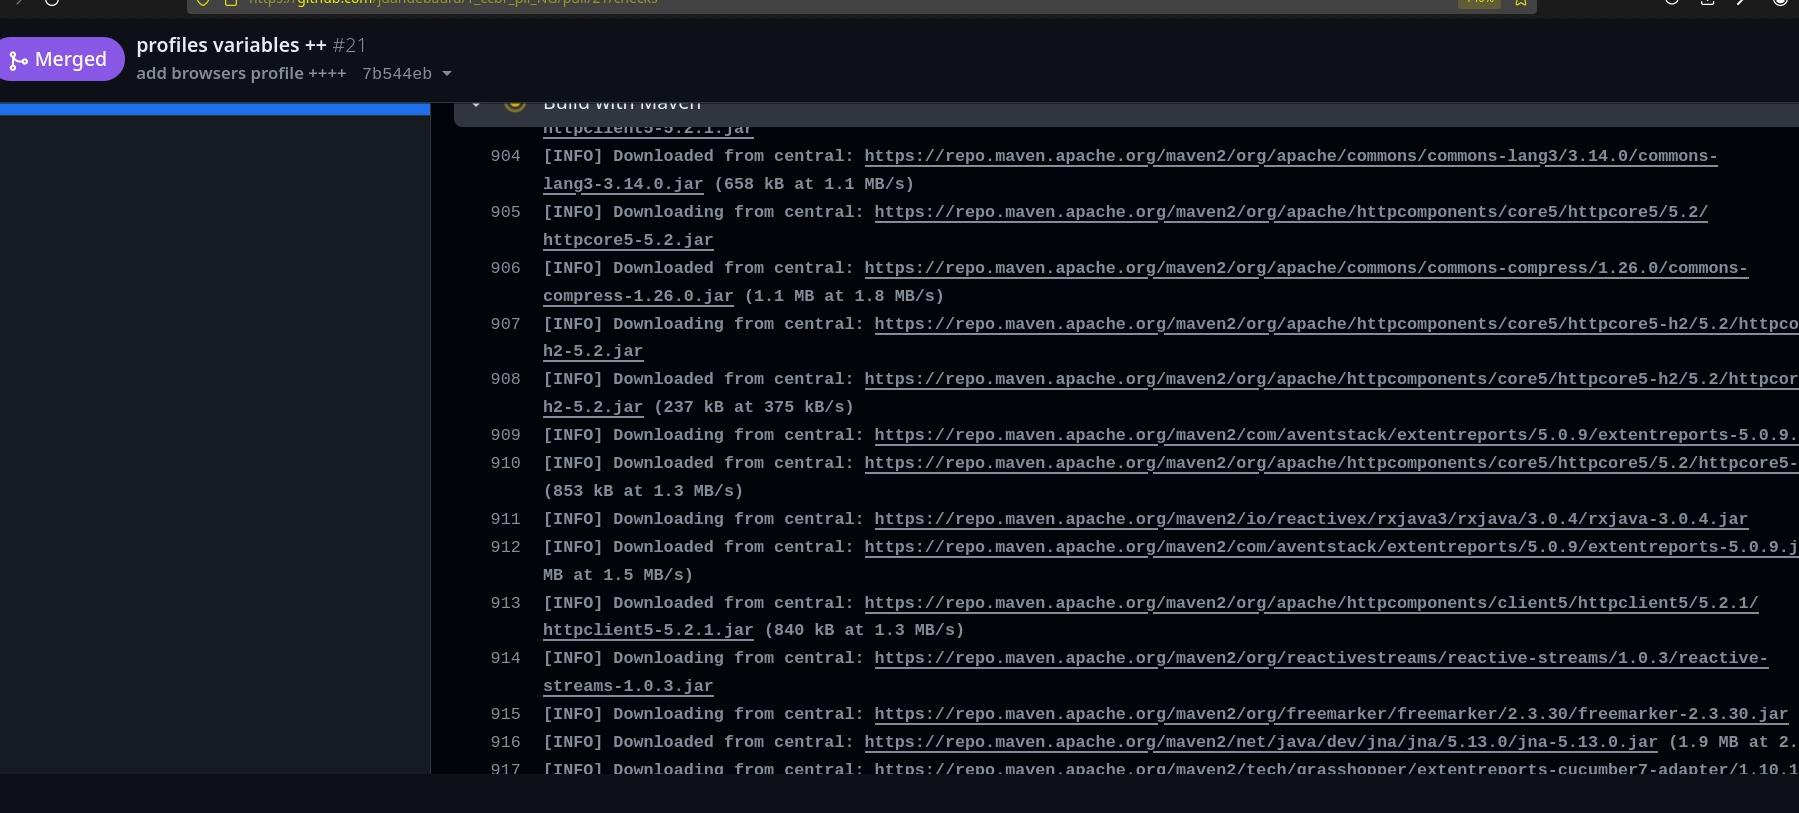 profiles variables ++ #21
Merged
add browsers profile ++++ 7b544eb
Build with Maven
httpclient5-5.2.1.jar
904 [INFO] Downloaded from central: https://repo.maven.apache.org/maven2/org/apache/commons/commons-lang3/3.14.0/commons-
lang3-3.14.0.jar (658 kB at 1.1 MB/s)
905 [INFO] Downloading from central: https://repo.maven.apache.org/maven2/org/apache/httpcomponents/core5/httpcore5/5.2/
httpcore5-5.2.jar
906 [INFO] Downloaded from central: https://repo.maven.apache.org/maven2/org/apache/commons/commons-compress/1.26.0/commons-
compress-1.26.0.jar (1.1 MB at 1.8 MB/s)
907 [INFO] Downloading from central: https://repo.maven.apache.org/maven2/org/apache/httpcomponents/core5/httpcore5-h2/5.2/httpco
h2-5.2.jar
908 [INFO] Downloaded from central: https://repo.maven.apache.org/maven2/org/apache/httpcomponents/core5/httpcore5-h2/5.2/httpcor
h2-5.2.jar (237 kB at 375 kB/s)
909 [INFO] Downloading from central: https://repo.maven.apache.org/maven2/com/aventstack/extentreports/5.0.9/extentreports-5.0.9.
910 [INFO] Downloaded from central: https://repo.maven.apache.org/maven2/org/apache/httpcomponents/core5/httpcore5/5.2/httpcore5-
(853 kB at 1.3 MB/s)
911 [INFO] Downloading from central: https://repo.maven.apache.org/maven2/io/reactivex/rxjava3/rxjava/3.0.4/rxjava-3.0.4.jar
912 [INFO] Downloaded from central: https://repo.maven.apache.org/maven2/com/aventstack/extentreports/5.0.9/extentreports-5.0.9.j
MB at 1.5 MB/s)
913 [INFO] Downloaded from central: https://repo.maven.apache.org/maven2/org/apache/httpcomponents/client5/httpclient5/5.2.1/
httpclient5-5.2.1.jar (840 kB at 1.3 MB/s)
914 [INFO] Downloading from central: https://repo.maven.apache.org/maven2/org/reactivestreams/reactive-streams/1.0.3/reactive-
streams-1.0.3.jar
915 [INFO] Downloading from central: https://repo.maven.apache.org/maven2/org/freemarker/freemarker/2.3.30/freemarker-2.3.30.jar
916 [INFO] Downloaded from central: https://repo.maven.apache.org/maven2/net/java/dev/jna/jna/5.13.0/jna-5.13.0.jar (1.9 MB at 2.
917 [INFO] Downloading from central: https://repo.maven.apache.org/maven2/tech/grasshopper/extentreports-cucumber7-adapter/1.10.1